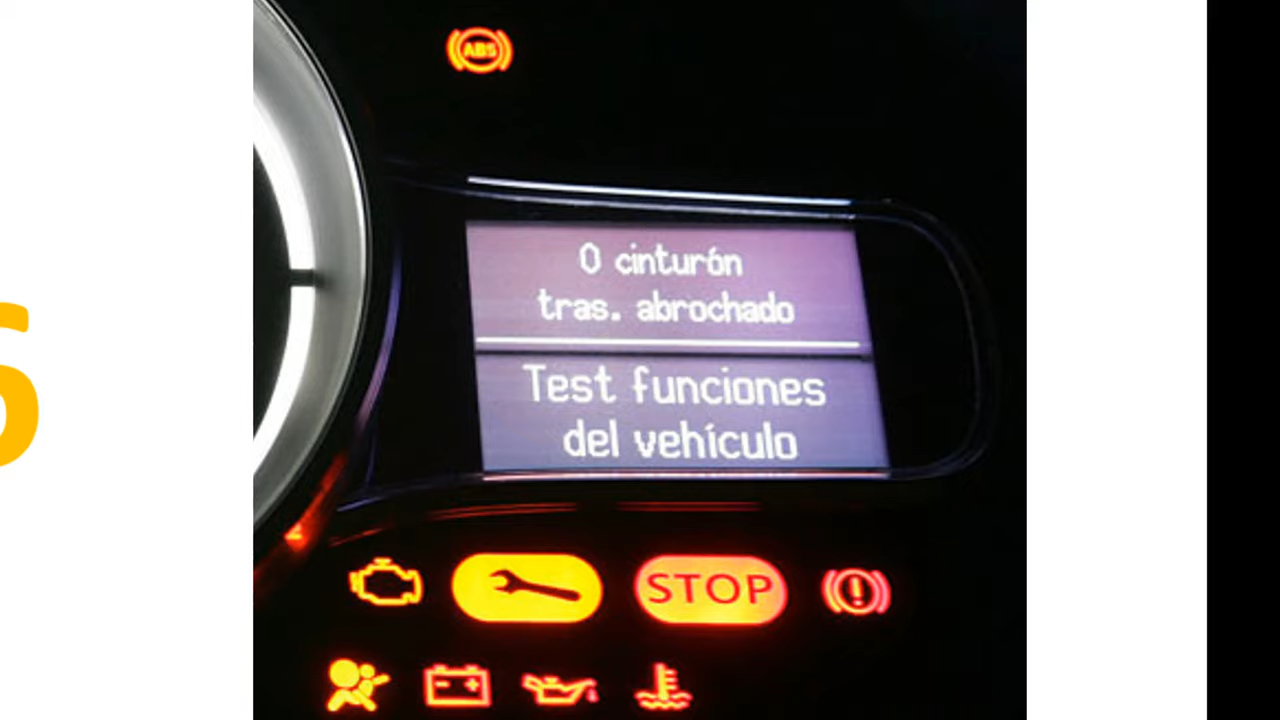 ABS
0 cinturón
tras. abrochado
Test funciones
del vehículo
STOP